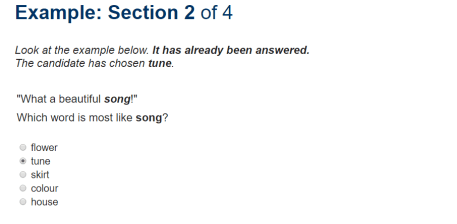 Example: Section 2 of 4
Look at the example below. It has already been answered.
The candidate has chosen tune.
"What a beautiful song!"
Which word is most like song?
flower
tune
skirt
colour
house